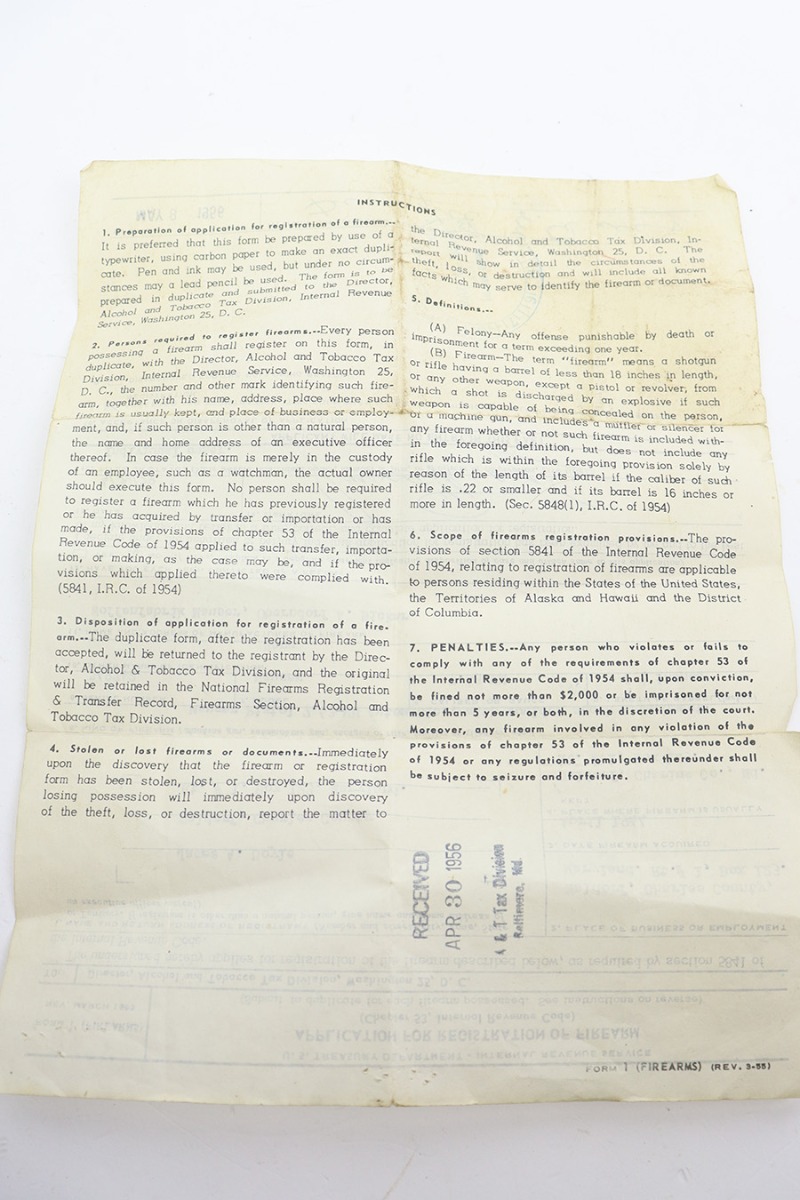 INSTRUCTIONS
1. Preparation of application for registration of a firearm.--
It is preferred that this form be prepared by use of a
typewriter, using carbon paper to make an exact dupli-
cate. Pen and ink may be used, but under no circum-
stances may a lead pencil be used. The form is to be
prepared in duplicate and submitted to the Director,
Alcohol and Tobacco Tax Division, Internal Revenue
Service, Washington 25, D. C.
2. Persons required to register firearms.--Every person
possessing a firearm shall register on this form, in
duplicate, with the Director, Alcohol and Tobacco Tax
Division, Internal Revenue Service, Washington 25,
D. C., the number and other mark identifying such fire-
arm, together with his name, address, place where such
firearm is usually kept, and place of business or employ-
ment, and, if such person is other than a natural person,
the name and home address of an executive officer
thereof. In case the firearm is merely in the custody
of an employee, such as a watchman, the actual owner
should execute this form. No person shall be required
to register a firearm which he has previously registered
or he has acquired by transfer or importation or has
made, if the provisions of chapter 53 of the Internal
Revenue Code of 1954 applied to such transfer, importa-
tion, or making, as the case may be, and if the pro-
visions which applied thereto were complied with.
(5841, I.R.C. of 1954)
3. Disposition of application for registration of a fire-
arm.--The duplicate form, after the registration has been
accepted, will be returned to the registrant by the Direc-
tor, Alcohol & Tobacco Tax Division, and the original
will be retained in the National Firearms Registration
& Transfer Record, Firearms Section, Alcohol and
Tobacco Tax Division.
4. Stolen or lost firearms or documents.--Immediately
upon the discovery that the firearm or registration
form has been stolen, lost, or destroyed, the person
losing possession will immediately upon discovery
of the theft, loss, or destruction, report the matter to
the Director, Alcohol and Tobacco Tax Division, In-
ternal Revenue Service, Washington 25, D. C. The
report will show in detail the circumstances of the
theft, loss, or destruction and will include all known
facts which may serve to identify the firearm or document.
5. Definitions.--
(A) Felony--Any offense punishable by death or
imprisonment for a term exceeding one year.
(B) Firearm--The term "firearm" means a shotgun
or rifle having a barrel of less than 18 inches in length,
or any other weapon, except a pistol or revolver, from
which a shot is discharged by an explosive if such
weapon is capable of being concealed on the person,
or a machine gun, and includes a muffler or silencer for
any firearm whether or not such firearm is included with-
in the foregoing definition, but does not include any
rifle which is within the foregoing provision solely by
reason of the length of its barrel if the caliber of such
rifle is .22 or smaller and if its barrel is 16 inches or
more in length. (Sec. 5848(1), I.R.C. of 1954)
6. Scope of firearms registration provisions.--The pro-
visions of section 5841 of the Internal Revenue Code
of 1954, relating to registration of firearms are applicable
to persons residing within the States of the United States,
the Territories of Alaska and Hawaii and the District
of Columbia.
7. PENALTIES.--Any person who violates or fails to
comply with any of the requirements of chapter 53 of
the Internal Revenue Code of 1954 shall, upon conviction,
be fined not more than $2,000 or be imprisoned for not
more than 5 years, or both, in the discretion of the court.
Moreover, any firearm involved in any violation of the
provisions of chapter 53 of the Internal Revenue Code
of 1954 or any regulations promulgated thereunder shall
be subject to seizure and forfeiture.
RECEIVED
APR 30 1956
A & T Tax Division
Baltimore, Md.
FORM 1 (FIREARMS) (REV. 3-55)